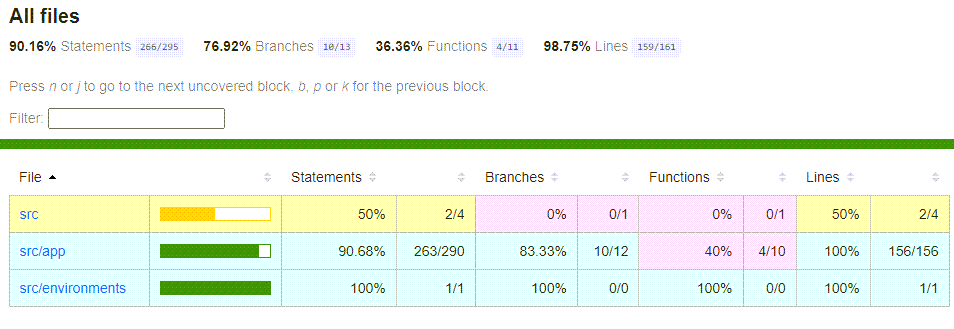 All files
90.16% Statements 266/295 76.92% Branches 10/13 36.36% Functions 4/11 98.75% Lines 159/161
Press n or j to go to the next uncovered block, b, p or k for the previous block.
Filter:
File Statements Branches Functions Lines
src 50% 2/4 0% 0/1 0% 0/1 50% 2/4
src/app 90.68% 263/290 83.33% 10/12 40% 4/10 100% 156/156
src/environments 100% 1/1 100% 0/0 100% 0/0 100% 1/1